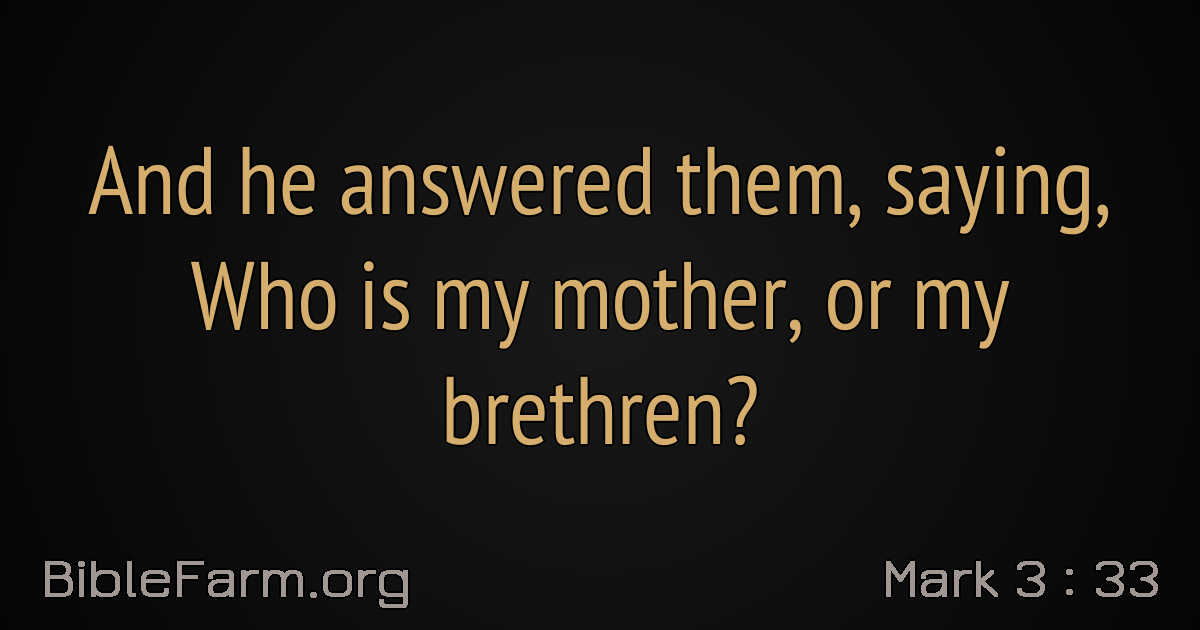 And he answered them, saying,
Who is my mother, or my
brethren?
BibleFarm.org
Mark 3 : 33